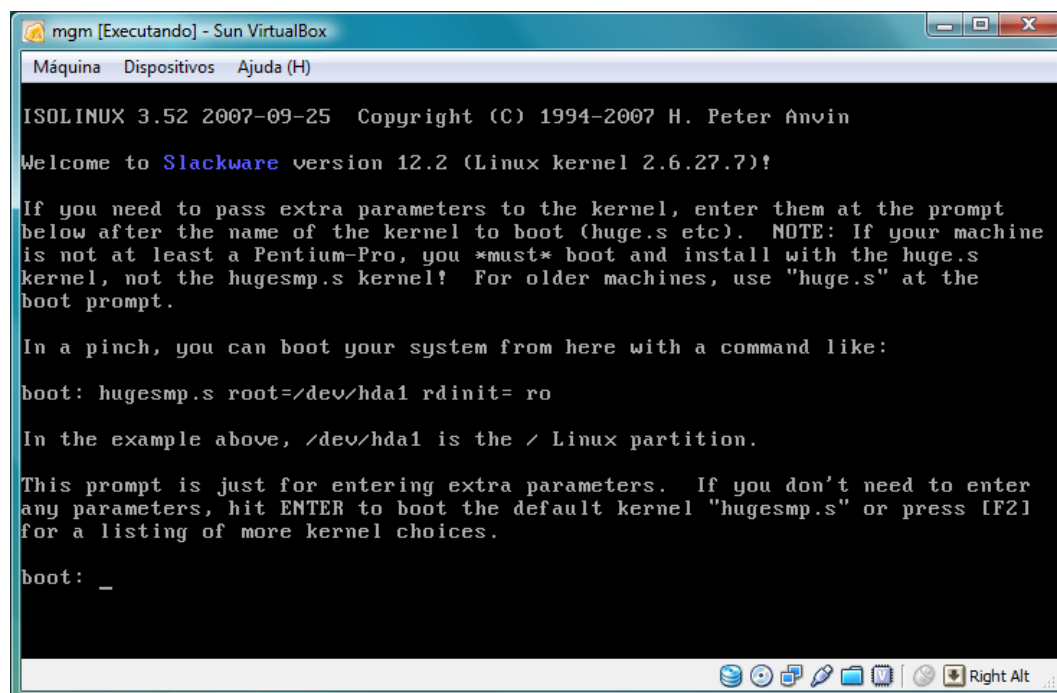 mgm [Executando] - Sun VirtualBox
Máquina Dispositivos Ajuda (H)
ISOLINUX 3.52 2007-09-25  Copyright (C) 1994-2007 H. Peter Anvin
Welcome to Slackware version 12.2 (Linux kernel 2.6.27.7)!
If you need to pass extra parameters to the kernel, enter them at the prompt
below after the name of the kernel to boot (huge.s etc).  NOTE: If your machine
is not at least a Pentium-Pro, you *must* boot and install with the huge.s
kernel, not the hugesmp.s kernel!  For older machines, use "huge.s" at the
boot prompt.
In a pinch, you can boot your system from here with a command like:
boot: hugesmp.s root=/dev/hda1 rdinit= ro
In the example above, /dev/hda1 is the / Linux partition.
This prompt is just for entering extra parameters.  If you don't need to enter
any parameters, hit ENTER to boot the default kernel "hugesmp.s" or press [F2]
for a listing of more kernel choices.
boot: _
Right Alt